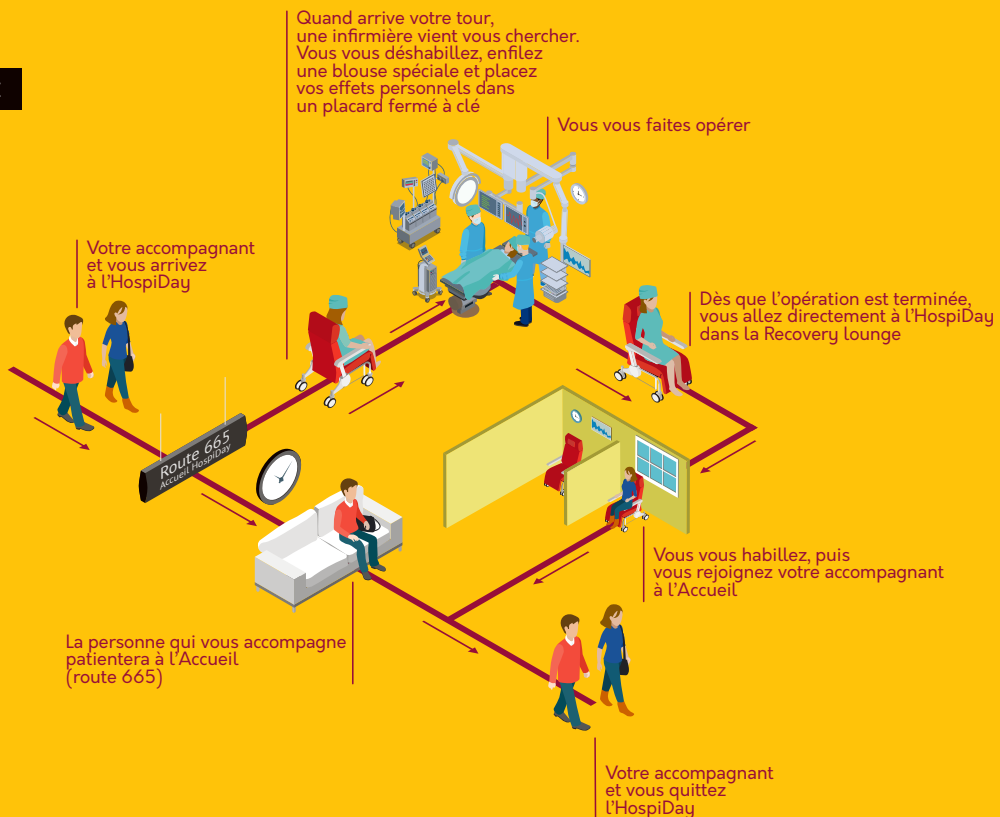 Quand arrive votre tour,
une infirmière vient vous chercher.
Vous vous déshabillez, enfilez
une blouse spéciale et placez
vos effets personnels dans
un placard fermé à clé
Vous vous faites opérer
Votre accompagnant
et vous arrivez
à l'HospiDay
Dès que l'opération est terminée,
vous allez directement à l'HospiDay
dans la Recovery lounge
Route 665
Accueil HospiDay
Vous vous habillez, puis
vous rejoignez votre accompagnant
à l'Accueil
La personne qui vous accompagne
patientera à l'Accueil
(route 665)
Votre accompagnant
et vous quittez
l'HospiDay